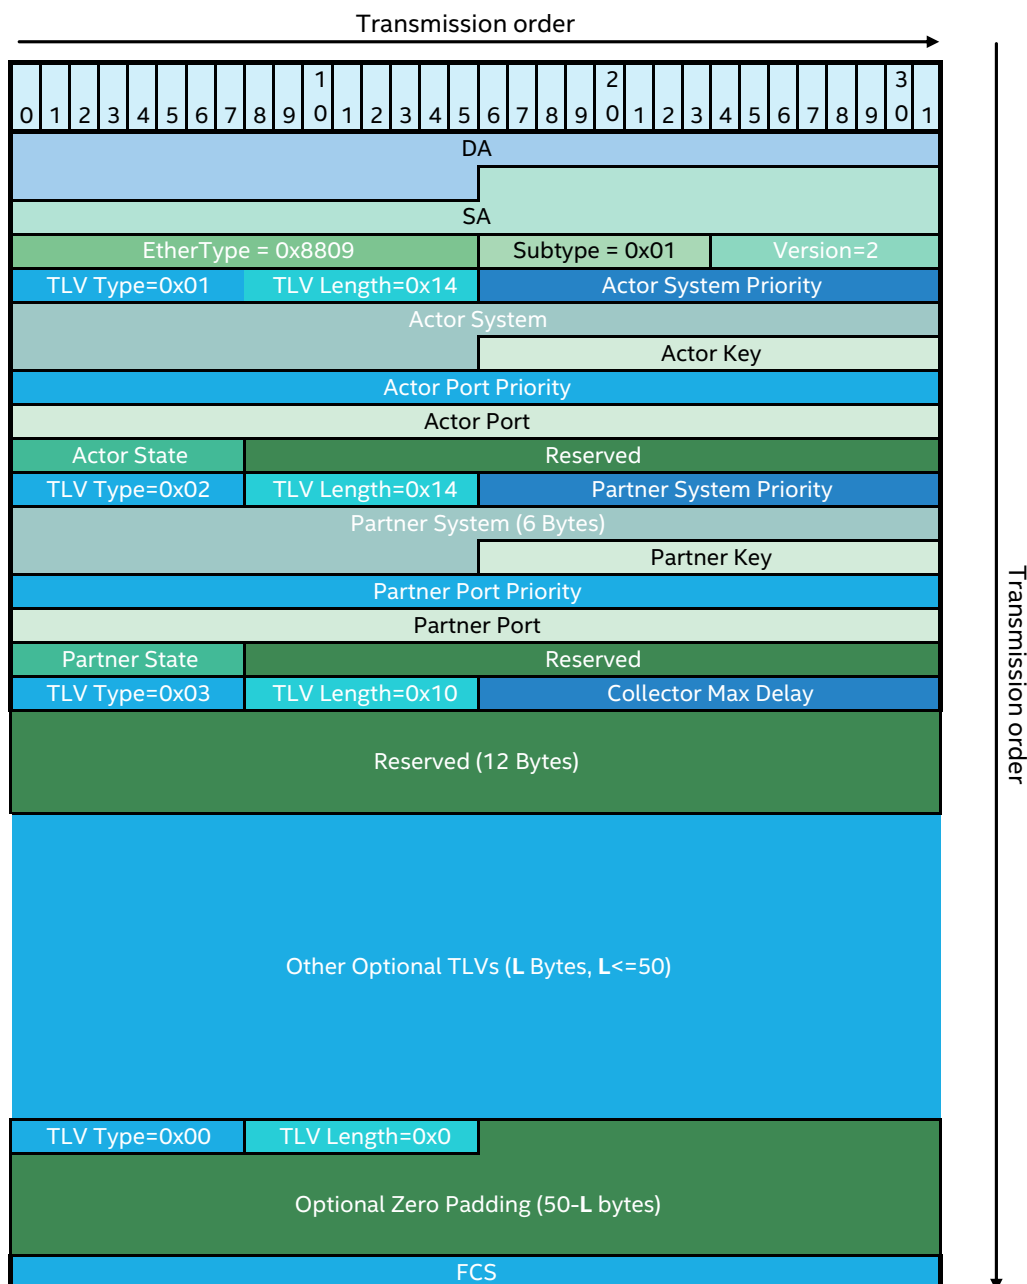 Transmission order
1 2 3
0 1 2 3 4 5 6 7 8 9 0 1 2 3 4 5 6 7 8 9 0 1 2 3 4 5 6 7 8 9 0 1
DA
SA
EtherType = 0x8809 Subtype = 0x01 Version=2
TLV Type=0x01 TLV Length=0x14 Actor System Priority
Actor System
Actor Key
Actor Port Priority
Actor Port
Actor State Reserved
TLV Type=0x02 TLV Length=0x14 Partner System Priority
Partner System (6 Bytes)
Partner Key
Partner Port Priority
Partner Port
Partner State Reserved
TLV Type=0x03 TLV Length=0x10 Collector Max Delay
Reserved (12 Bytes)
Other Optional TLVs (L Bytes, L<=50)
TLV Type=0x00 TLV Length=0x0
Optional Zero Padding (50-L bytes)
FCS
Transmission order